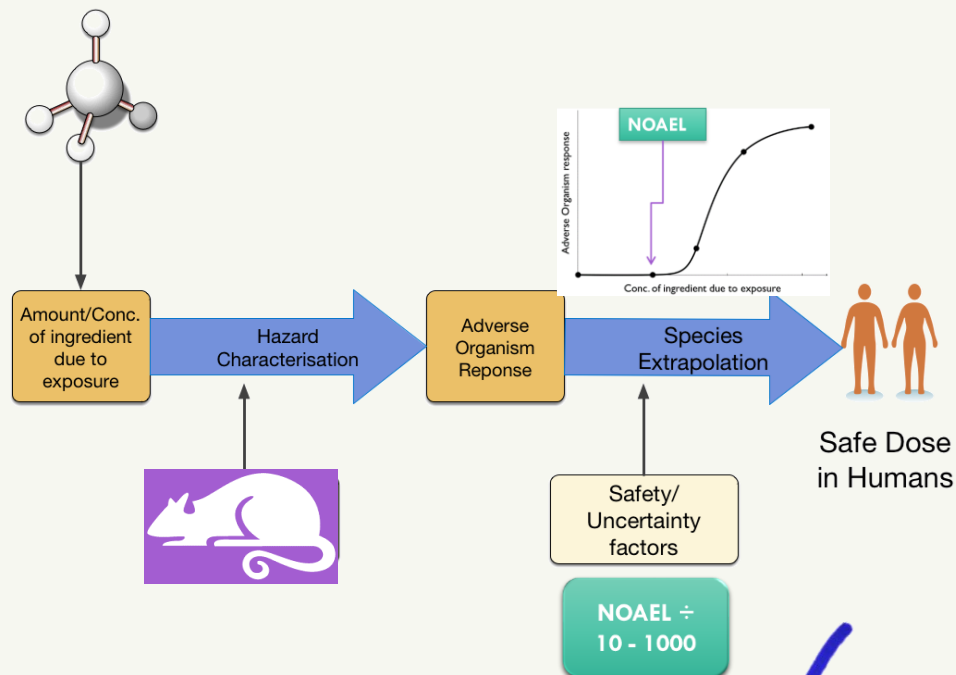 NOAEL
Adverse Organism response
Conc. of ingredient due to exposure
Amount/Conc.
of ingredient
due to
exposure
Hazard
Characterisation
Adverse
Organism
Reponse
Species
Extrapolation
Safe Dose
in Humans
Safety/
Uncertainty
factors
NOAEL ÷
10 - 1000